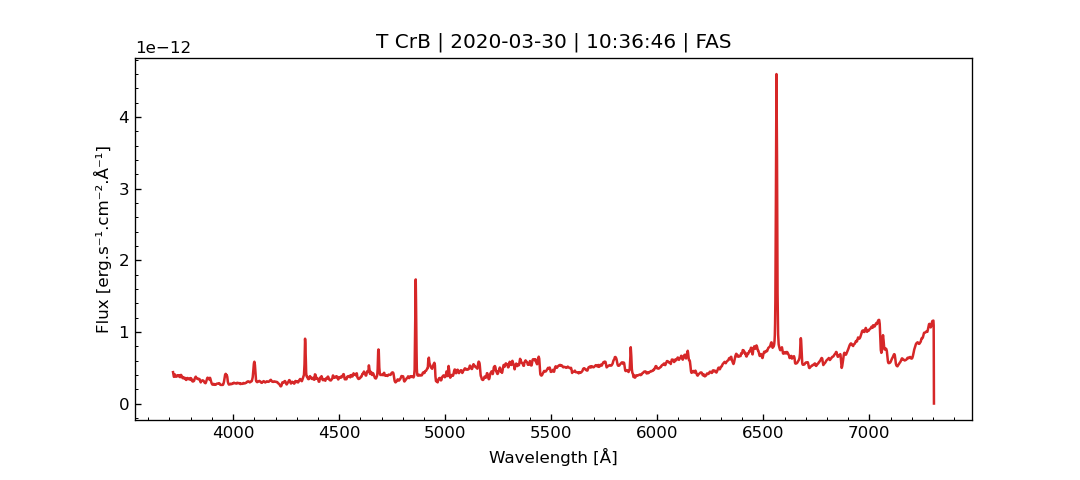 T CrB | 2020-03-30 | 10:36:46 | FAS
1e−12
4
3
2
1
0
Flux [erg.s⁻¹.cm⁻².Å⁻¹]
4000 4500 5000 5500 6000 6500 7000
Wavelength [Å]